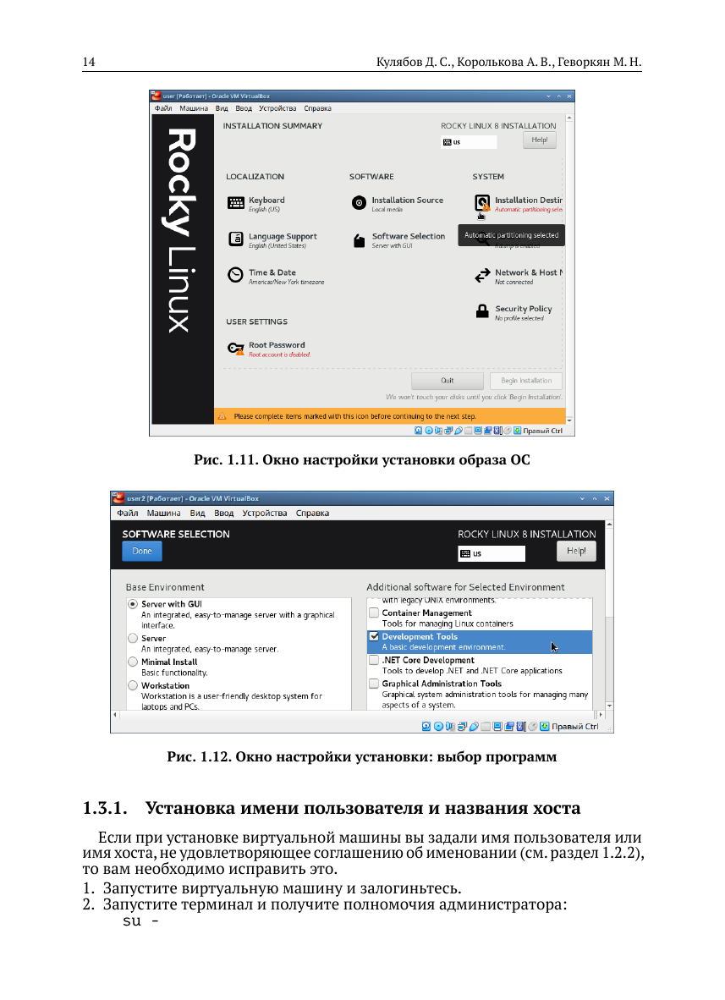 14
Кулябов Д. С., Королькова А. В., Геворкян М. Н.
user [Работает] - Oracle VM VirtualBox
Файл Машина Вид Ввод Устройства Справка
Rocky Linux
INSTALLATION SUMMARY
ROCKY LINUX 8 INSTALLATION
us
Help!
LOCALIZATION
SOFTWARE
SYSTEM
Keyboard
English (US)
Installation Source
Local media
Installation Destir
Automatic partitioning sele
Automatic partitioning selected
Language Support
English (United States)
Software Selection
Server with GUI
Time & Date
Americas/New York timezone
Network & Host N
Not connected
Security Policy
No profile selected
USER SETTINGS
Root Password
Root account is disabled.
Quit
Begin Installation
We won't touch your disks until you click 'Begin Installation'.
Please complete items marked with this icon before continuing to the next step.
Правый Ctrl
Рис. 1.11. Окно настройки установки образа ОС
user2 [Работает] - Oracle VM VirtualBox
Файл Машина Вид Ввод Устройства Справка
SOFTWARE SELECTION
ROCKY LINUX 8 INSTALLATION
Done
us
Help!
Base Environment
Server with GUI
An integrated, easy-to-manage server with a graphical
interface.
Server
An integrated, easy-to-manage server.
Minimal Install
Basic functionality.
Workstation
Workstation is a user-friendly desktop system for
laptops and PCs.
Additional software for Selected Environment
with legacy UNIX environments.
Container Management
Tools for managing Linux containers
Development Tools
A basic development environment.
.NET Core Development
Tools to develop .NET and .NET Core applications
Graphical Administration Tools
Graphical system administration tools for managing many
aspects of a system.
Правый Ctrl
Рис. 1.12. Окно настройки установки: выбор программ
1.3.1. Установка имени пользователя и названия хоста
Если при установке виртуальной машины вы задали имя пользователя или
имя хоста, не удовлетворяющее соглашению об именовании (см. раздел 1.2.2),
то вам необходимо исправить это.
1. Запустите виртуальную машину и залогиньтесь.
2. Запустите терминал и получите полномочия администратора:
su -